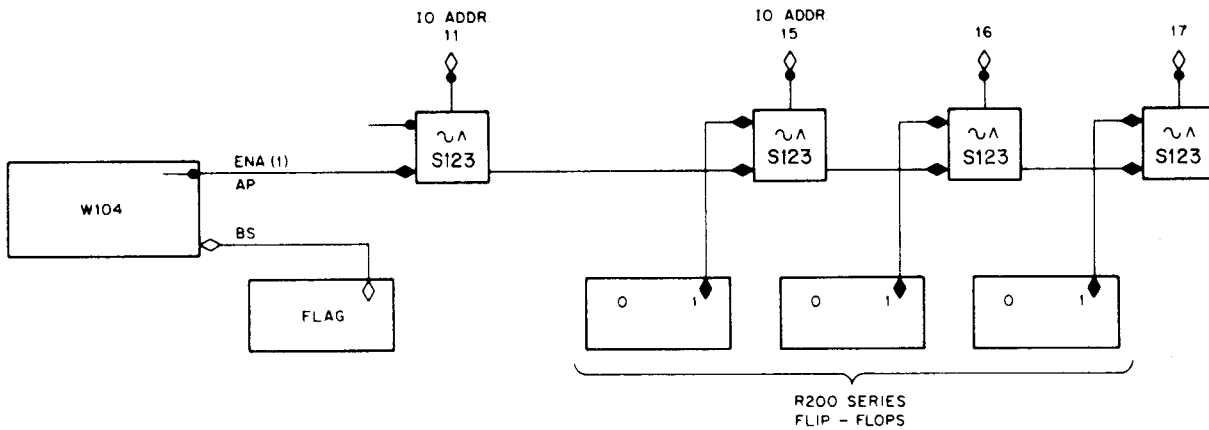 IO ADDR.
11
IO ADDR.
15
16
17
∿∧
S123
∿∧
S123
∿∧
S123
∿∧
S123
ENA (1)
AP
W104
BS
FLAG
0 1
0 1
0 1
R200 SERIES
FLIP - FLOPS